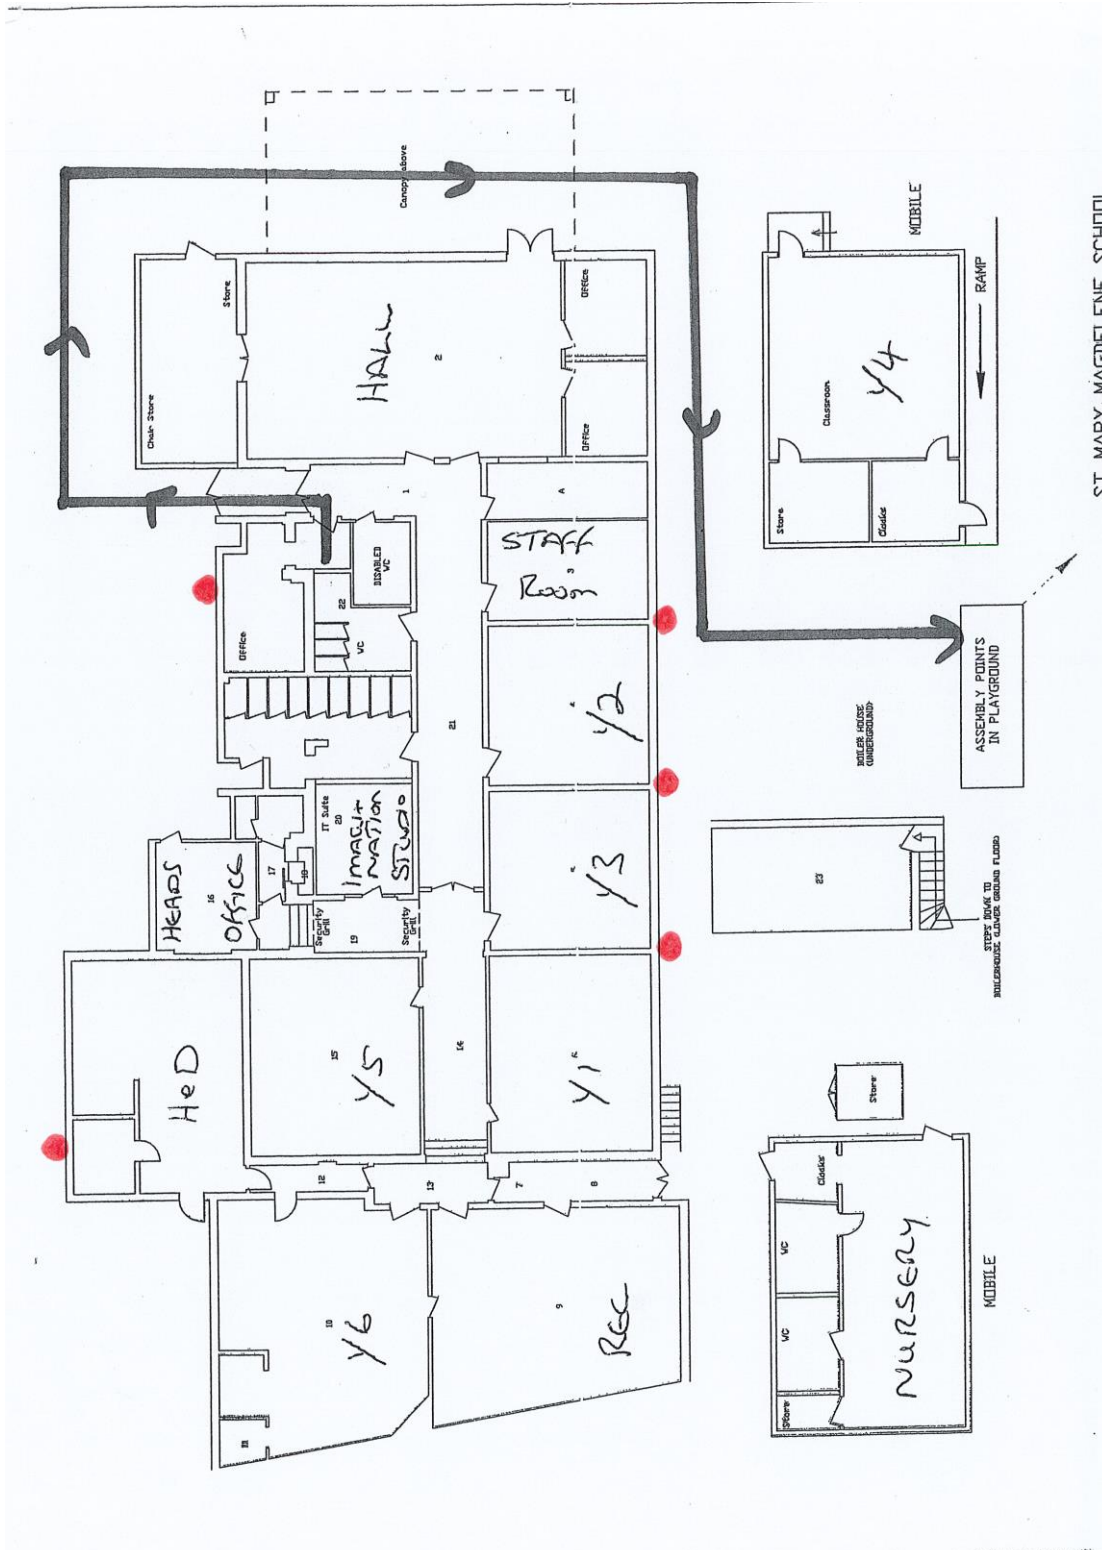 Canopy above
Chair Store
Store
HALL
2
Office
Office
1
A
STAFF
Room
3
Office
DISABLED
WC
22
WC
21
Y2
IT Suite
20
IMAGI-
NATION
STUDIO
HEADS
OFFICE
16
17
18
Security
Grill
19
Security
Grill
Y3
HeD
15
Y5
14
Y1
12
13
7
8
10
Y6
11
9
REC
MOBILE
RAMP
Classroom
Y4
Store
Cloaks
ASSEMBLY POINTS
IN PLAYGROUND
BOILER HOUSE
(UNDERGROUND)
23
STEPS DOWN TO
BOILERHOUSE (LOWER GROUND FLOOR)
Store
Cloaks
WC
WC
Store
NURSERY
MOBILE
ST MARY MAGDELENE SCHOOL